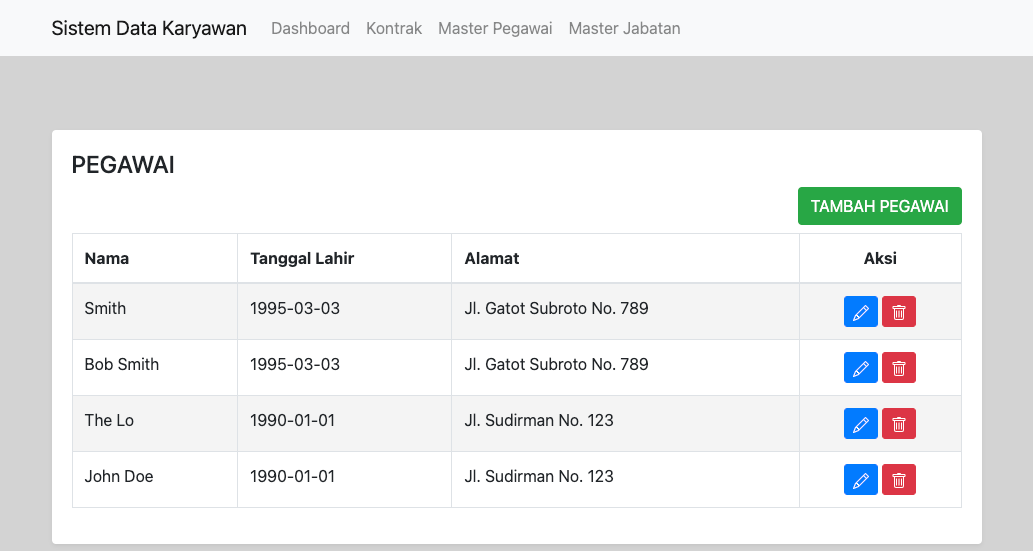 Sistem Data Karyawan Dashboard Kontrak Master Pegawai Master Jabatan
PEGAWAI
TAMBAH PEGAWAI
Nama Tanggal Lahir Alamat Aksi
Smith 1995-03-03 Jl. Gatot Subroto No. 789
Bob Smith 1995-03-03 Jl. Gatot Subroto No. 789
The Lo 1990-01-01 Jl. Sudirman No. 123
John Doe 1990-01-01 Jl. Sudirman No. 123